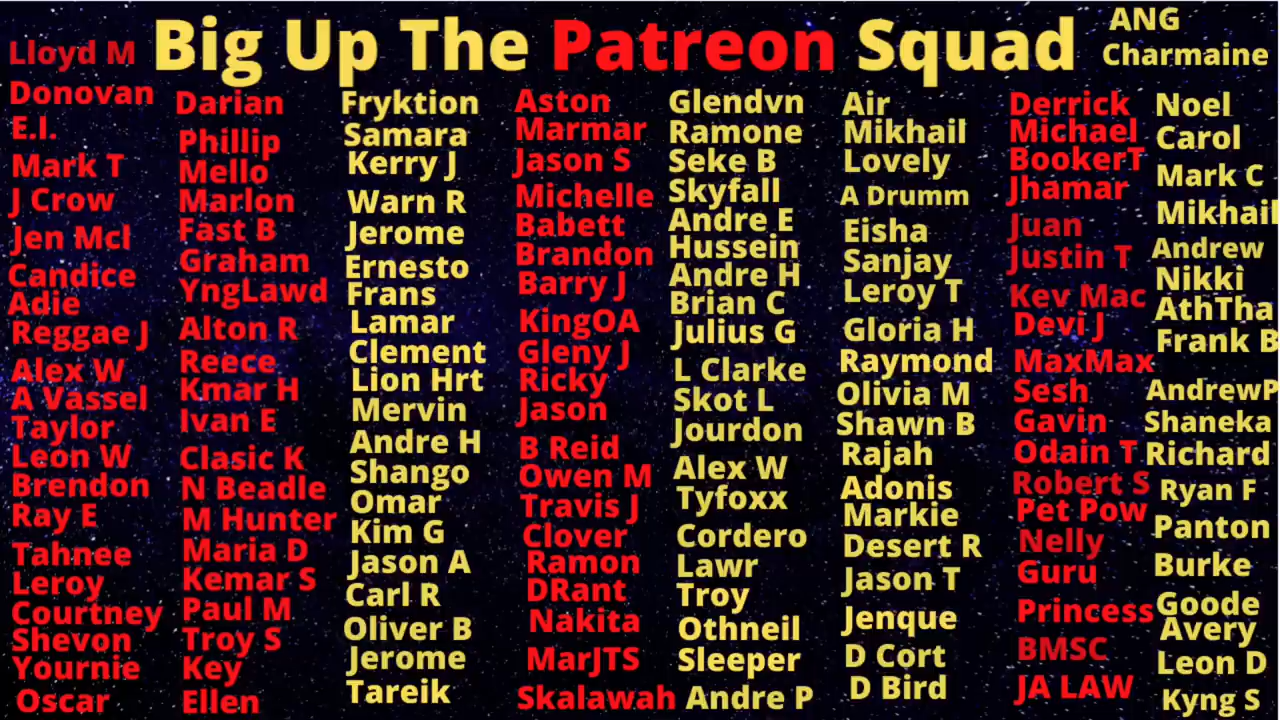 Big Up The Patreon Squad
ANG
Charmaine
Lloyd M
Donovan
E.I.
Mark T
J Crow
Jen Mcl
Candice
Adie
Reggae J
Alex W
A Vassel
Taylor
Leon W
Brendon
Ray E
Tahnee
Leroy
Courtney
Shevon
Yournie
Oscar
Darian
Phillip
Mello
Marlon
Fast B
Graham
YngLawd
Alton R
Reece
Kmar H
Ivan E
Clasic K
N Beadle
M Hunter
Maria D
Kemar S
Paul M
Troy S
Key
Ellen
Fryktion
Samara
Kerry J
Warn R
Jerome
Ernesto
Frans
Lamar
Clement
Lion Hrt
Mervin
Andre H
Shango
Omar
Kim G
Jason A
Carl R
Oliver B
Jerome
Tareik
Aston
Marmar
Jason S
Michelle
Babett
Brandon
Barry J
KingOA
Gleny J
Ricky
Jason
B Reid
Owen M
Travis J
Clover
Ramon
DRant
Nakita
MarJTS
Skalawah
Glendvn
Ramone
Seke B
Skyfall
Andre E
Hussein
Andre H
Brian C
Julius G
L Clarke
Skot L
Jourdon
Alex W
Tyfoxx
Cordero
Lawr
Troy
Othneil
Sleeper
Andre P
Air
Mikhail
Lovely
A Drumm
Eisha
Sanjay
Leroy T
Gloria H
Raymond
Olivia M
Shawn B
Rajah
Adonis
Markie
Desert R
Jason T
Jenque
D Cort
D Bird
Derrick
Michael
BookerT
Jhamar
Juan
Justin T
Kev Mac
Devi J
MaxMax
Sesh
Gavin
Odain T
Robert S
Pet Pow
Nelly
Guru
Princess
BMSC
JA LAW
Noel
Carol
Mark C
Mikhail
Andrew
Nikki
AthTha
Frank B
AndrewP
Shaneka
Richard
Ryan F
Panton
Burke
Goode
Avery
Leon D
Kyng S